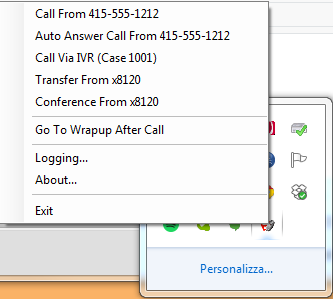 Call From 415-555-1212
Auto Answer Call From 415-555-1212
Call Via IVR (Case 1001)
Transfer From x8120
Conference From x8120
Go To Wrapup After Call
Logging...
About...
Exit
Personalizza...